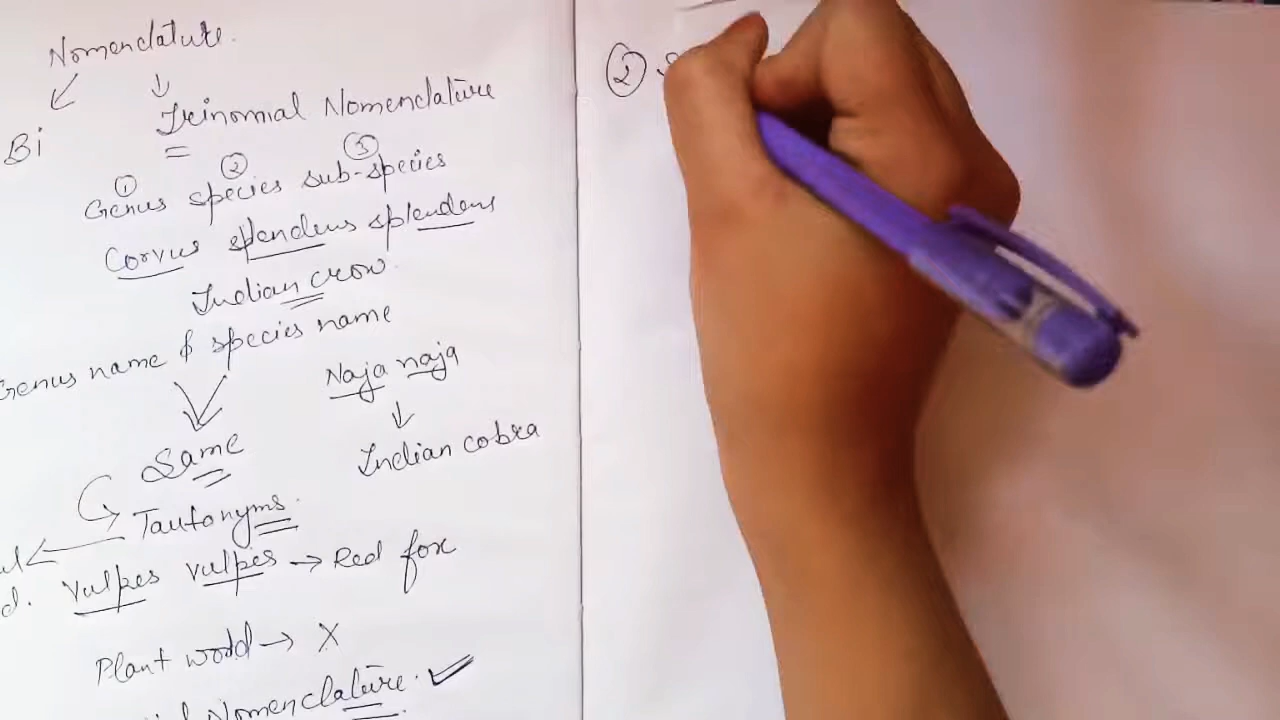 Nomenclature.
Bi
Trinomial Nomenclature
① ② ③
Genus species sub-species
Corvus splendens splendens
Indian crow.
Genus name & species name
Naja naja
Same
Indian cobra
Tautonyms.
Vulpes vulpes → Red fox
d.
Plant world → X
Nomenclature. ✓
②